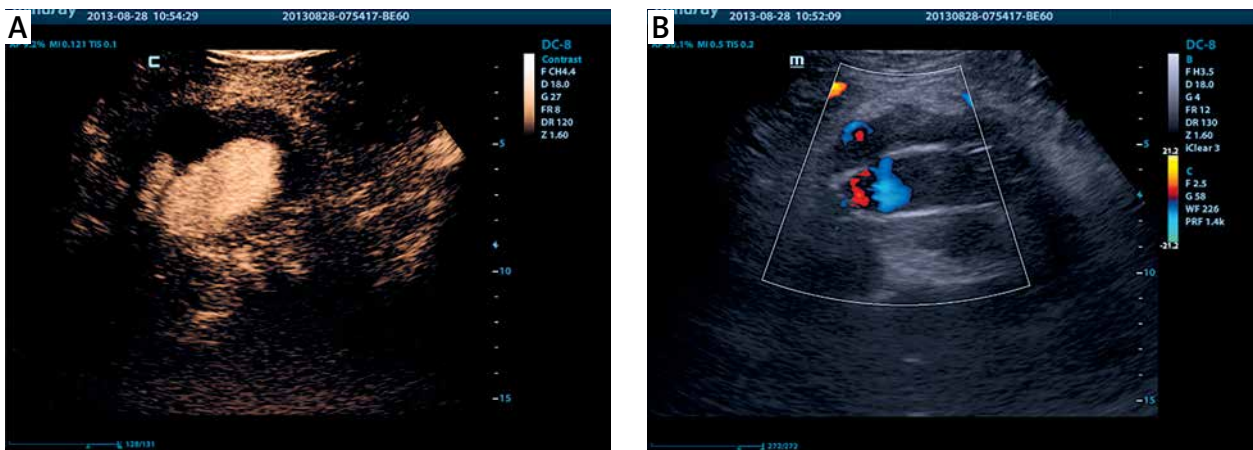 A
2013-08-28 10:54:29 20130828-075417-BE60
MI 0.121 TIS 0.1
C
DC-8
Contrast
F CH4.4
D 18.0
G 27
FR 8
DR 120
Z 1.60
5
10
15
128/131
B
2013-08-28 10:52:09 20130828-075417-BE60
MI 0.5 TIS 0.2
m
DC-8
B
F H3.5
D 18.0
G 4
FR 12
DR 130
Z 1.60
iClear 3
5
21.2
C
F 2.5
G 58
WF 226
PRF 1.4k
-21.2
10
15
272/272